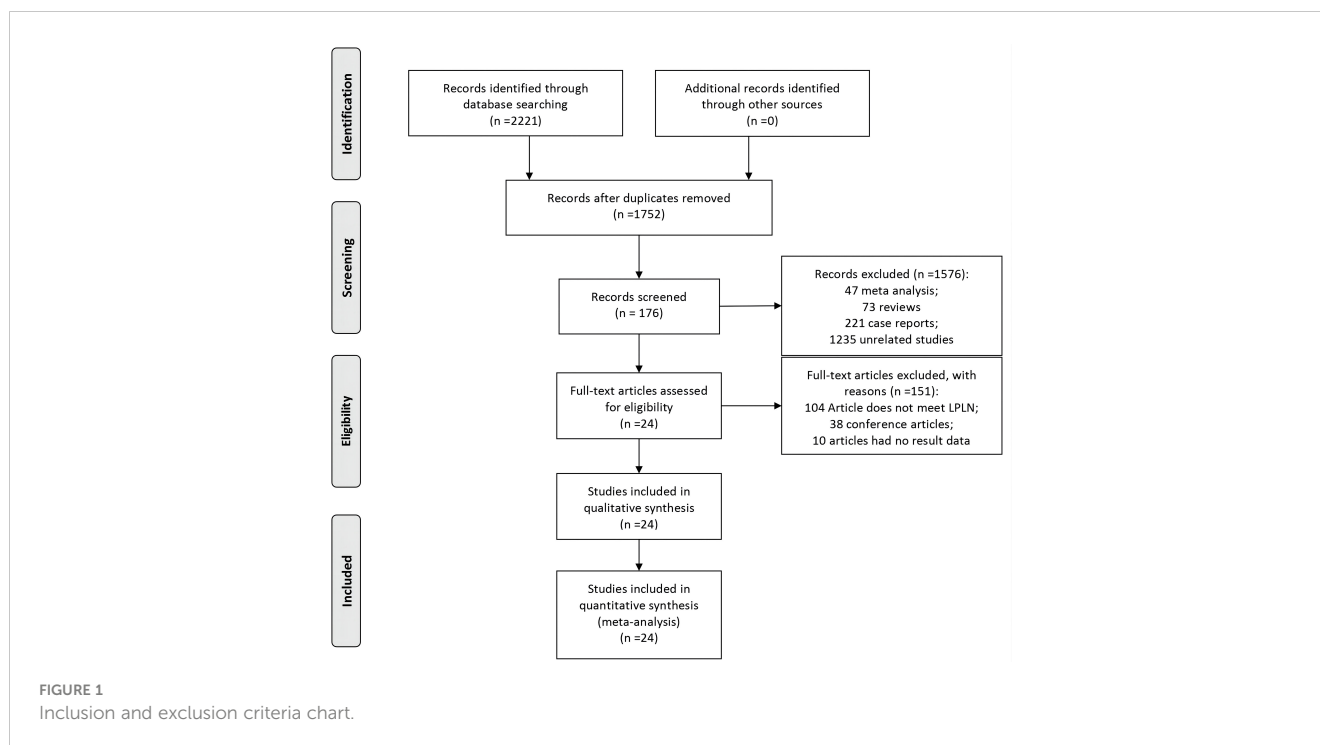 Identification
Records identified through
database searching
(n =2221)
Additional records identified
through other sources
(n =0)
Records after duplicates removed
(n =1752)
Screening
Records screened
(n = 176)
Records excluded (n =1576):
47 meta analysis;
73 reviews
221 case reports;
1235 unrelated studies
Eligibility
Full-text articles assessed
for eligibility
(n =24)
Full-text articles excluded, with
reasons (n =151):
104 Article does not meet LPLN;
38 conference articles;
10 articles had no result data
Included
Studies included in
qualitative synthesis
(n =24)
Studies included in
quantitative synthesis
(meta-analysis)
(n =24)
FIGURE 1
Inclusion and exclusion criteria chart.